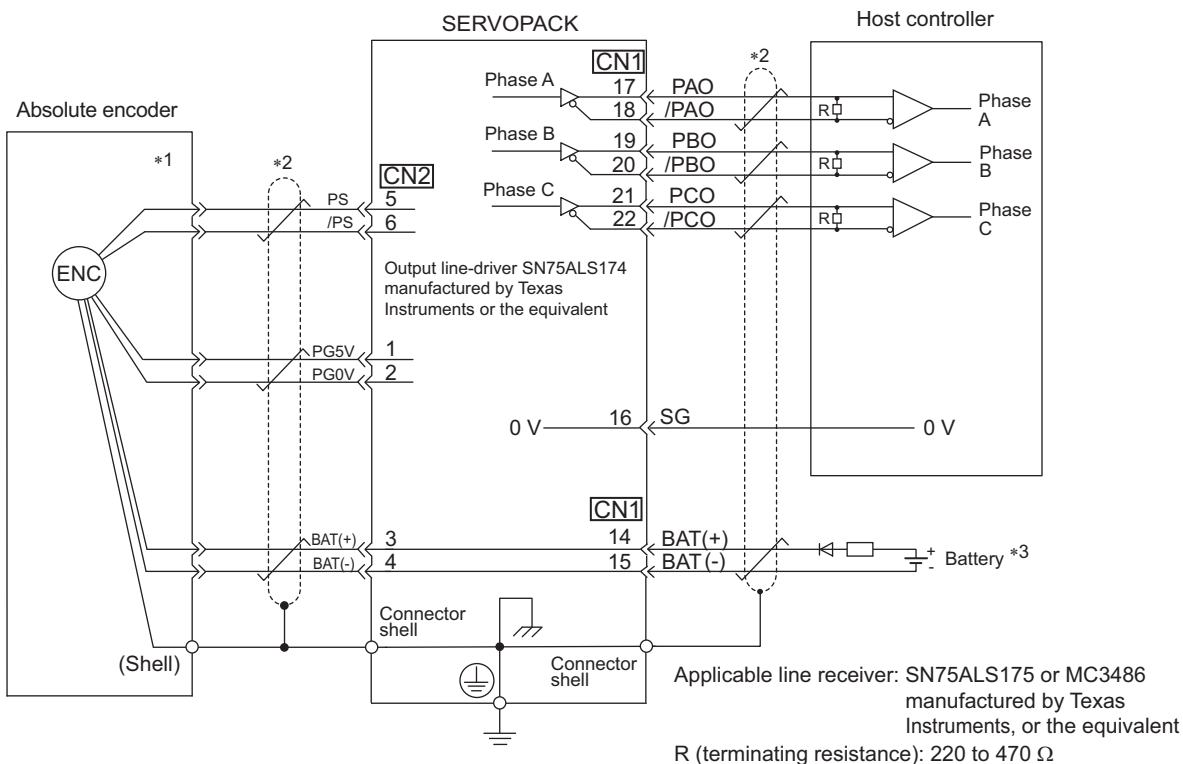 SERVOPACK
Host controller
Absolute encoder
*1
*2
CN2
PS
5
/PS
6
ENC
Output line-driver SN75ALS174
manufactured by Texas
Instruments or the equivalent
PG5V
1
PG0V
2
BAT(+)
3
BAT(-)
4
(Shell)
Connector
shell
CN1
*2
Phase A
17
PAO
18
/PAO
R
Phase
A
Phase B
19
PBO
20
/PBO
R
Phase
B
Phase C
21
PCO
22
/PCO
R
Phase
C
0 V
16
SG
0 V
CN1
14
BAT(+)
15
BAT (-)
+
-
Battery *3
Connector
shell
Applicable line receiver: SN75ALS175 or MC3486
manufactured by Texas
Instruments, or the equivalent
R (terminating resistance): 220 to 470 Ω